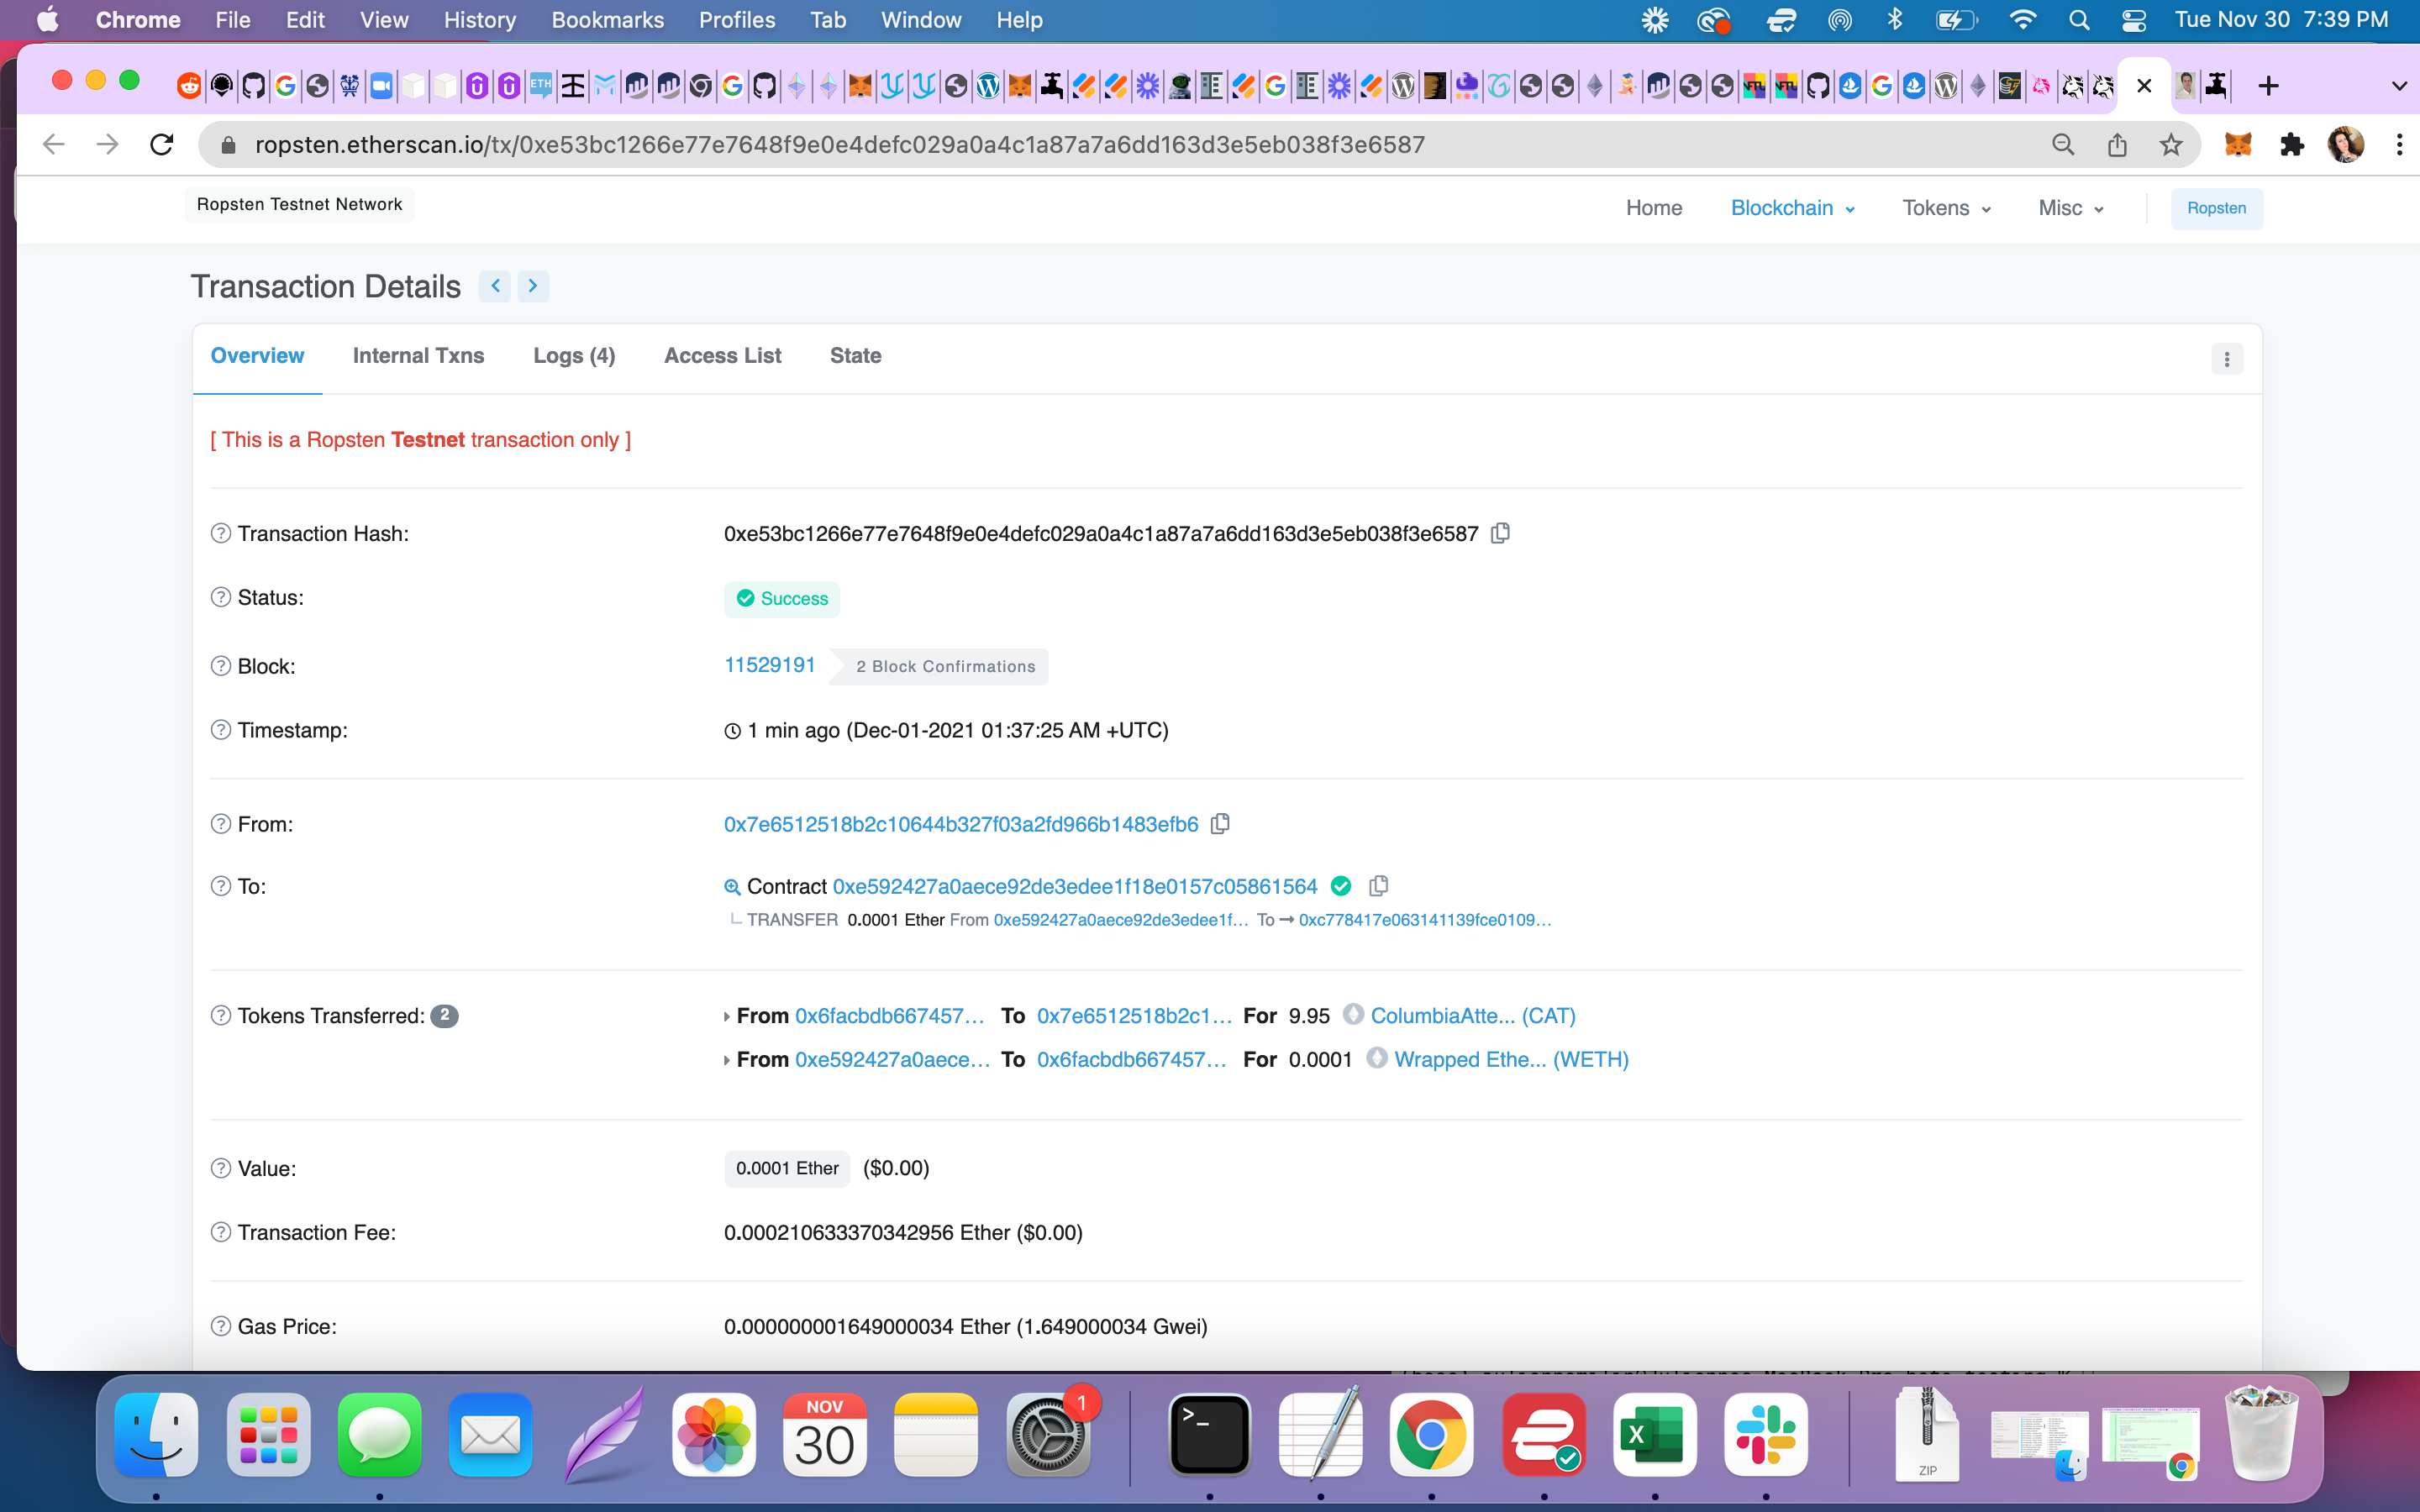 Chrome File Edit View History Bookmarks Profiles Tab Window Help Tue Nov 30 7:39 PM
ropsten.etherscan.io/tx/0xe53bc1266e77e7648f9e0e4defc029a0a4c1a87a7a6dd163d3e5eb038f3e6587
Ropsten Testnet Network Home Blockchain Tokens Misc Ropsten
Transaction Details
Overview Internal Txns Logs (4) Access List State
[ This is a Ropsten Testnet transaction only ]
Transaction Hash: 0xe53bc1266e77e7648f9e0e4defc029a0a4c1a87a7a6dd163d3e5eb038f3e6587
Status: Success
Block: 11529191 2 Block Confirmations
Timestamp: 1 min ago (Dec-01-2021 01:37:25 AM +UTC)
From: 0x7e6512518b2c10644b327f03a2fd966b1483efb6
To: Contract 0xe592427a0aece92de3edee1f18e0157c05861564
TRANSFER 0.0001 Ether From 0xe592427a0aece92de3edee1f... To → 0xc778417e063141139fce0109...
Tokens Transferred: 2 From 0x6facbdb667457... To 0x7e6512518b2c1... For 9.95 ColumbiaAtte... (CAT)
From 0xe592427a0aece... To 0x6facbdb667457... For 0.0001 Wrapped Ethe... (WETH)
Value: 0.0001 Ether ($0.00)
Transaction Fee: 0.000210633370342956 Ether ($0.00)
Gas Price: 0.000000001649000034 Ether (1.649000034 Gwei)
NOV
30
1
ZIP